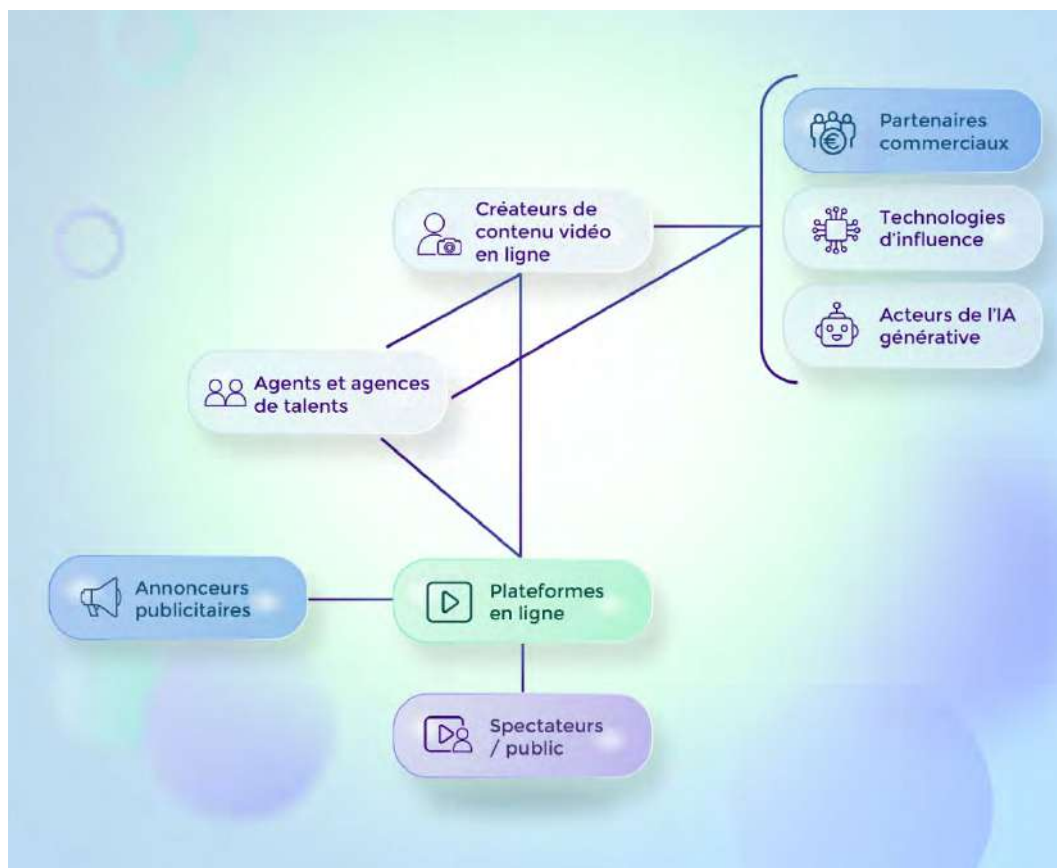 Partenaires
commerciaux
Créateurs de
contenu vidéo
en ligne
Technologies
d'influence
Acteurs de l'IA
générative
Agents et agences
de talents
Annonceurs
publicitaires
Plateformes
en ligne
Spectateurs
/ public